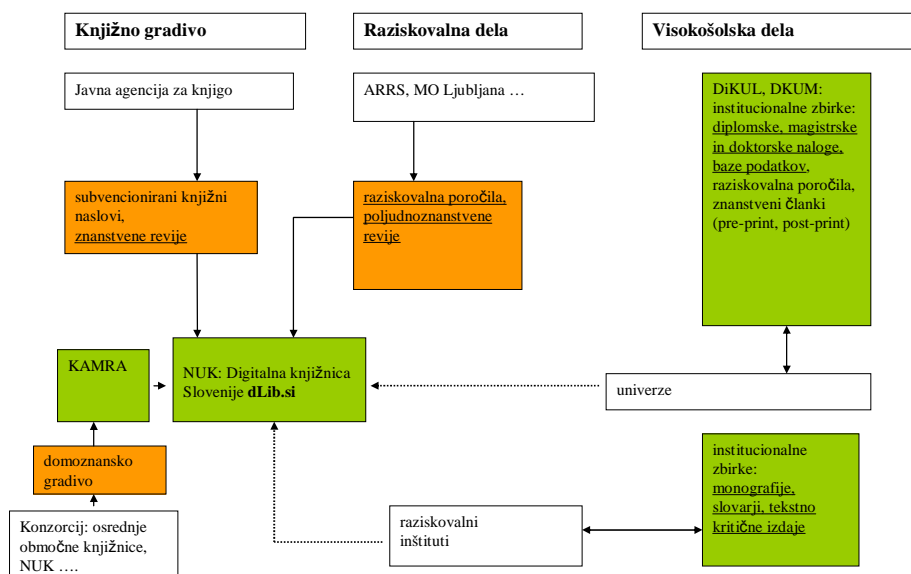 Knjižno gradivo
Raziskovalna dela
Visokošolska dela
Javna agencija za knjigo
ARRS, MO Ljubljana …
DiKUL, DKUM:
institucionalne zbirke:
diplomske, magistrske
in doktorske naloge,
baze podatkov,
raziskovalna poročila,
znanstveni članki
(pre-print, post-print)
subvencionirani knjižni
naslovi,
znanstvene revije
raziskovalna poročila,
poljudnoznanstvene
revije
KAMRA
NUK: Digitalna knjižnica
Slovenije dLib.si
univerze
domoznansko
gradivo
Konzorcij: osrednje
območne knjižnice,
NUK ….
raziskovalni
inštituti
institucionalne
zbirke:
monografije,
slovarji, tekstno
kritične izdaje